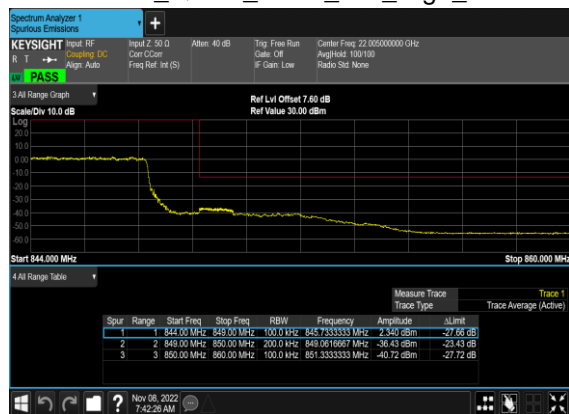 Spectrum Analyzer 1
Spurious Emissions
KEYSIGHT Input: RF Input Z: 50 Ω Atten: 40 dB Trig: Free Run Center Freq: 22.005000000 GHz
R T Coupling: DC Corr CCorr Gate: Off Avg|Hold: 100/100
Align: Auto Freq Ref: Int (S) IF Gain: Low Radio Std: None
PASS
3 All Range Graph
Ref Lvl Offset 7.60 dB
Scale/Div 10.0 dB Ref Value 30.00 dBm
Log
20.0
10.0
0.00
-10.0
-20.0
-30.0
-40.0
-50.0
-60.0
Start 844.000 MHz Stop 860.000 MHz
4 All Range Table
Measure Trace Trace 1
Trace Type Trace Average (Active)
Spur Range Start Freq Stop Freq RBW Frequency Amplitude ΔLimit
1 1 844.00 MHz 849.00 MHz 100.0 kHz 845.7333333 MHz 2.340 dBm -27.66 dB
2 2 849.00 MHz 850.00 MHz 200.0 kHz 849.0616667 MHz -36.43 dBm -23.43 dB
3 3 850.00 MHz 860.00 MHz 100.0 kHz 851.3333333 MHz -40.72 dBm -27.72 dB
? Nov 08, 2022
7:42:26 AM